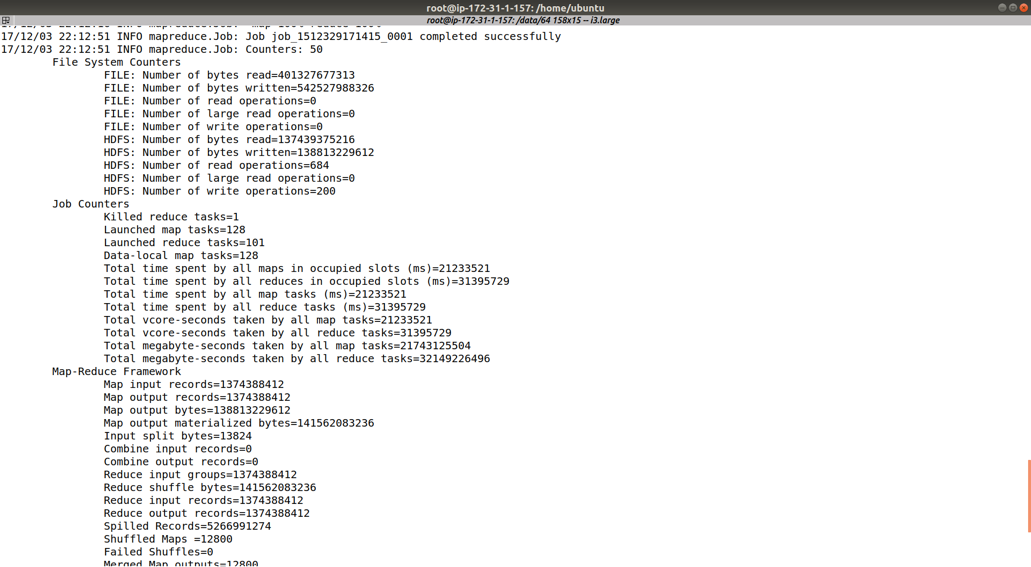 root@ip-172-31-1-157: /home/ubuntu
root@ip-172-31-1-157: /data/64 158x15 -- i3.large
17/12/03 22:12:51 INFO mapreduce.Job: Job job_1512329171415_0001 completed successfully
17/12/03 22:12:51 INFO mapreduce.Job: Counters: 50
File System Counters
FILE: Number of bytes read=401327677313
FILE: Number of bytes written=542527988326
FILE: Number of read operations=0
FILE: Number of large read operations=0
FILE: Number of write operations=0
HDFS: Number of bytes read=137439375216
HDFS: Number of bytes written=138813229612
HDFS: Number of read operations=684
HDFS: Number of large read operations=0
HDFS: Number of write operations=200
Job Counters
Killed reduce tasks=1
Launched map tasks=128
Launched reduce tasks=101
Data-local map tasks=128
Total time spent by all maps in occupied slots (ms)=21233521
Total time spent by all reduces in occupied slots (ms)=31395729
Total time spent by all map tasks (ms)=21233521
Total time spent by all reduce tasks (ms)=31395729
Total vcore-seconds taken by all map tasks=21233521
Total vcore-seconds taken by all reduce tasks=31395729
Total megabyte-seconds taken by all map tasks=21743125504
Total megabyte-seconds taken by all reduce tasks=32149226496
Map-Reduce Framework
Map input records=1374388412
Map output records=1374388412
Map output bytes=138813229612
Map output materialized bytes=141562083236
Input split bytes=13824
Combine input records=0
Combine output records=0
Reduce input groups=1374388412
Reduce shuffle bytes=141562083236
Reduce input records=1374388412
Reduce output records=1374388412
Spilled Records=5266991274
Shuffled Maps =12800
Failed Shuffles=0
Merged Map outputs=12800